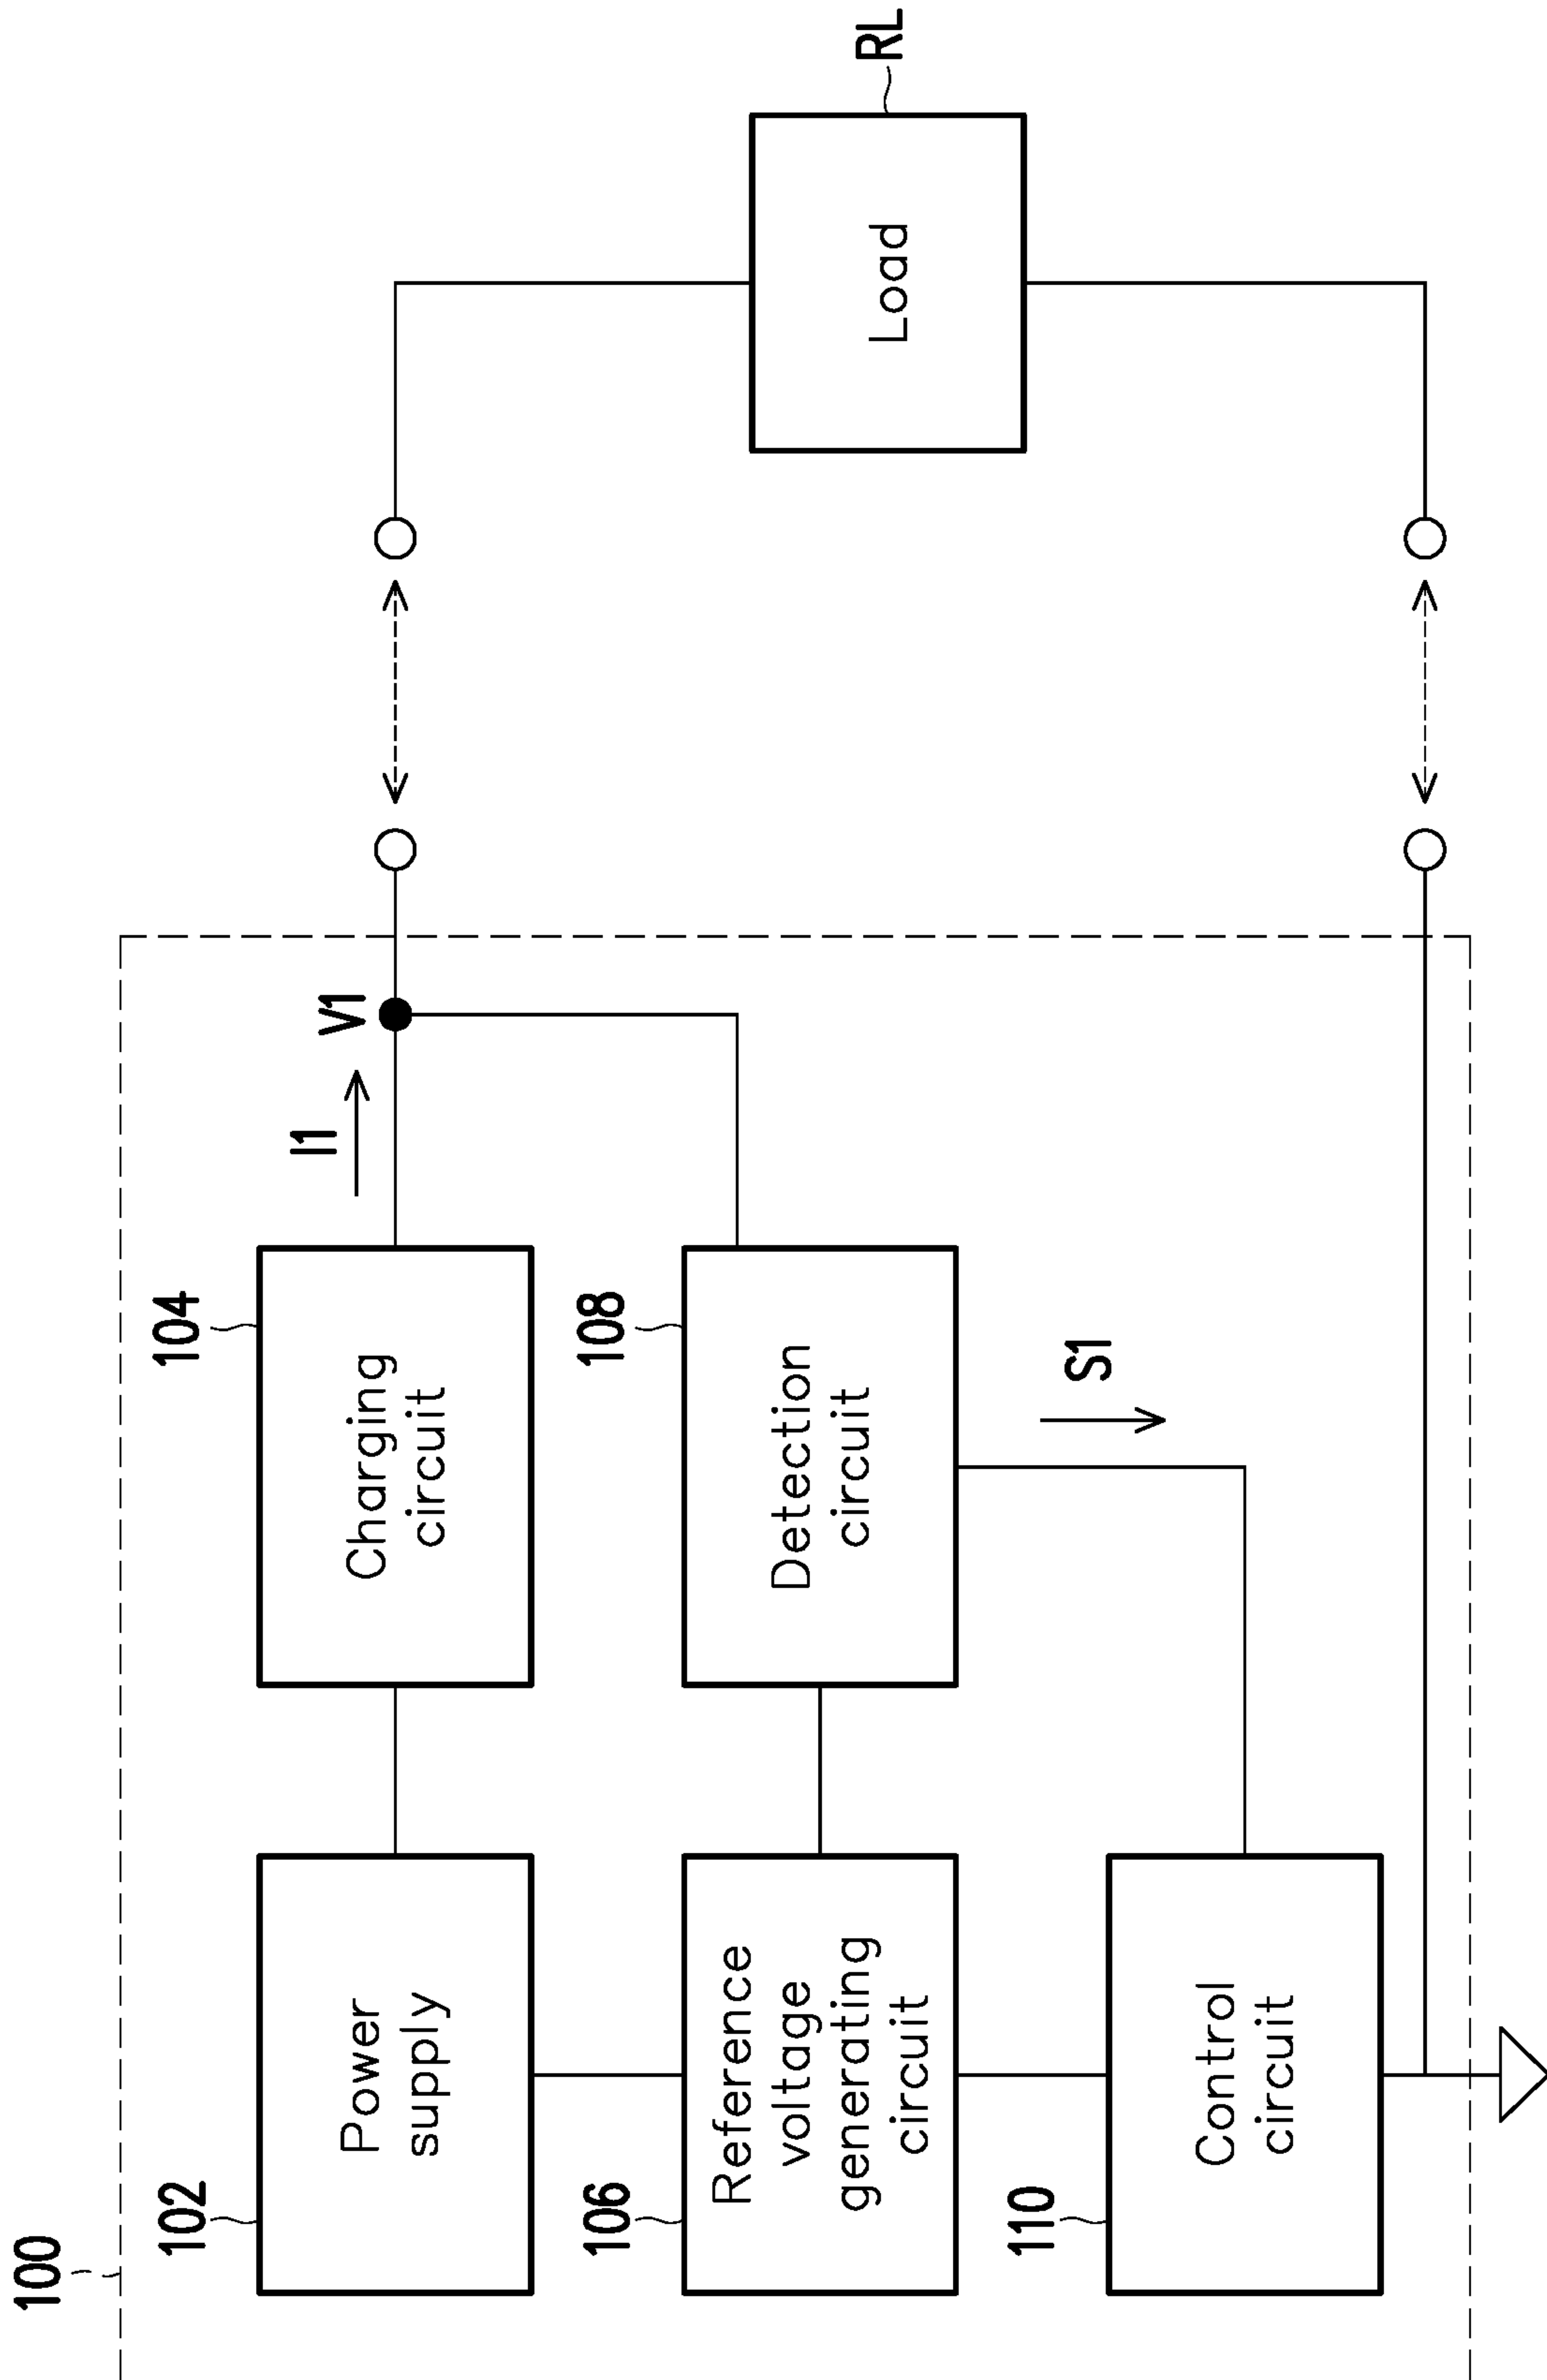 100
102
Power
supply
104
Charging
circuit
I1
V1
106
Reference
voltage
generating
circuit
108
Detection
circuit
S1
110
Control
circuit
Load
RL